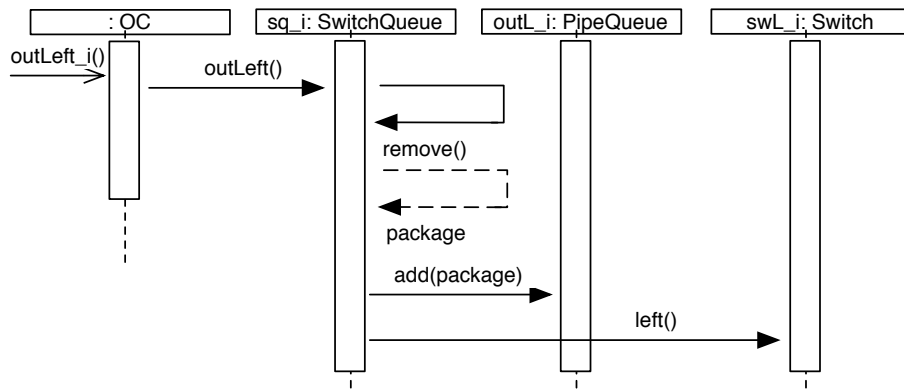 : OC
sq_i: SwitchQueue
outL_i: PipeQueue
swL_i: Switch
outLeft_i()
outLeft()
remove()
package
add(package)
left()